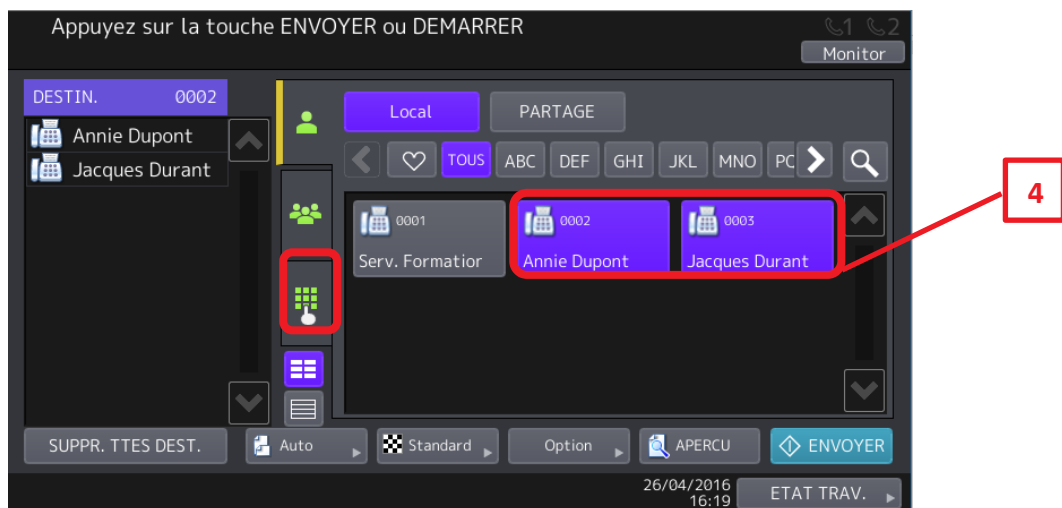 Appuyez sur la touche ENVOYER ou DEMARRER
1 2
Monitor
DESTIN. 0002
Annie Dupont
Jacques Durant
Local PARTAGE
TOUS ABC DEF GHI JKL MNO PC
0001 0002 0003
Serv. Formatior Annie Dupont Jacques Durant
4
SUPPR. TTES DEST. Auto Standard Option APERCU ENVOYER
26/04/2016
16:19
ETAT TRAV.